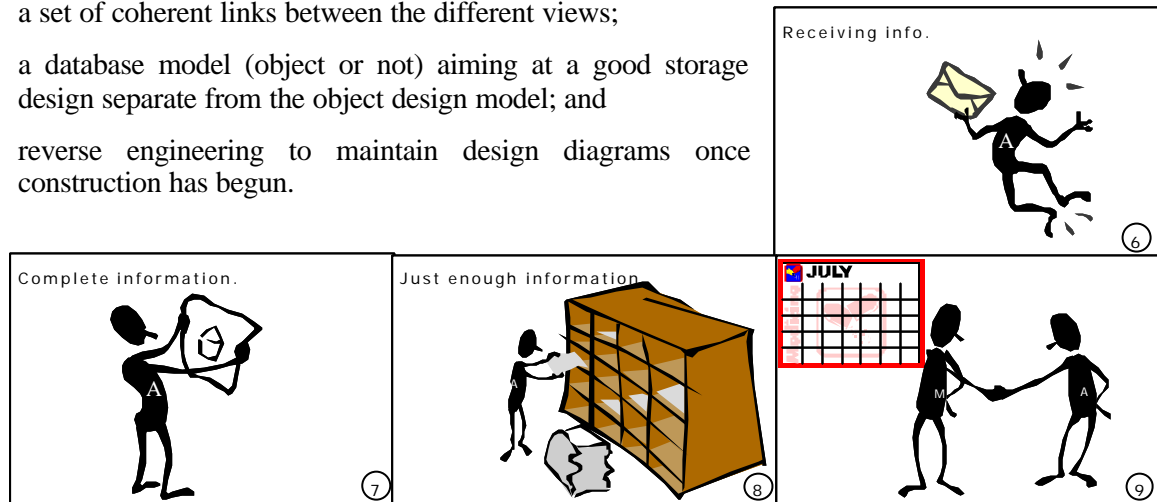 a set of coherent links between the different views;
a database model (object or not) aiming at a good storage
design separate from the object design model; and
reverse engineering to maintain design diagrams once
construction has begun.
Receiving info.
A
6
Complete information.
A
7
Just enough information
A
8
JULY
M
A
9